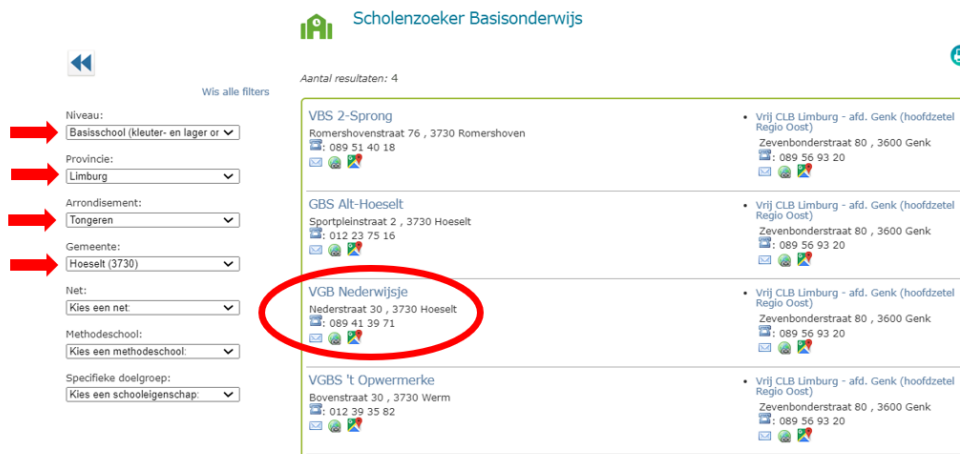 Scholenzoeker Basisonderwijs
Wis alle filters
Niveau:
Basisschool (kleuter- en lager or
Provincie:
Limburg
Arrondisement:
Tongeren
Gemeente:
Hoeselt (3730)
Net:
Kies een net:
Methodeschool:
Kies een methodeschool:
Specifieke doelgroep:
Kies een schooleigenschap:
Aantal resultaten: 4
VBS 2-Sprong
Romershovenstraat 76 , 3730 Romershoven
: 089 51 40 18
Vrij CLB Limburg - afd. Genk (hoofdzetel
Regio Oost)
Zevenbonderstraat 80 , 3600 Genk
: 089 56 93 20
GBS Alt-Hoeselt
Sportpleinstraat 2 , 3730 Hoeselt
: 012 23 75 16
Vrij CLB Limburg - afd. Genk (hoofdzetel
Regio Oost)
Zevenbonderstraat 80 , 3600 Genk
: 089 56 93 20
VGB Nederwijsje
Nederstraat 30 , 3730 Hoeselt
: 089 41 39 71
Vrij CLB Limburg - afd. Genk (hoofdzetel
Regio Oost)
Zevenbonderstraat 80 , 3600 Genk
: 089 56 93 20
VGBS 't Opwermerke
Bovenstraat 30 , 3730 Werm
: 012 39 35 82
Vrij CLB Limburg - afd. Genk (hoofdzetel
Regio Oost)
Zevenbonderstraat 80 , 3600 Genk
: 089 56 93 20